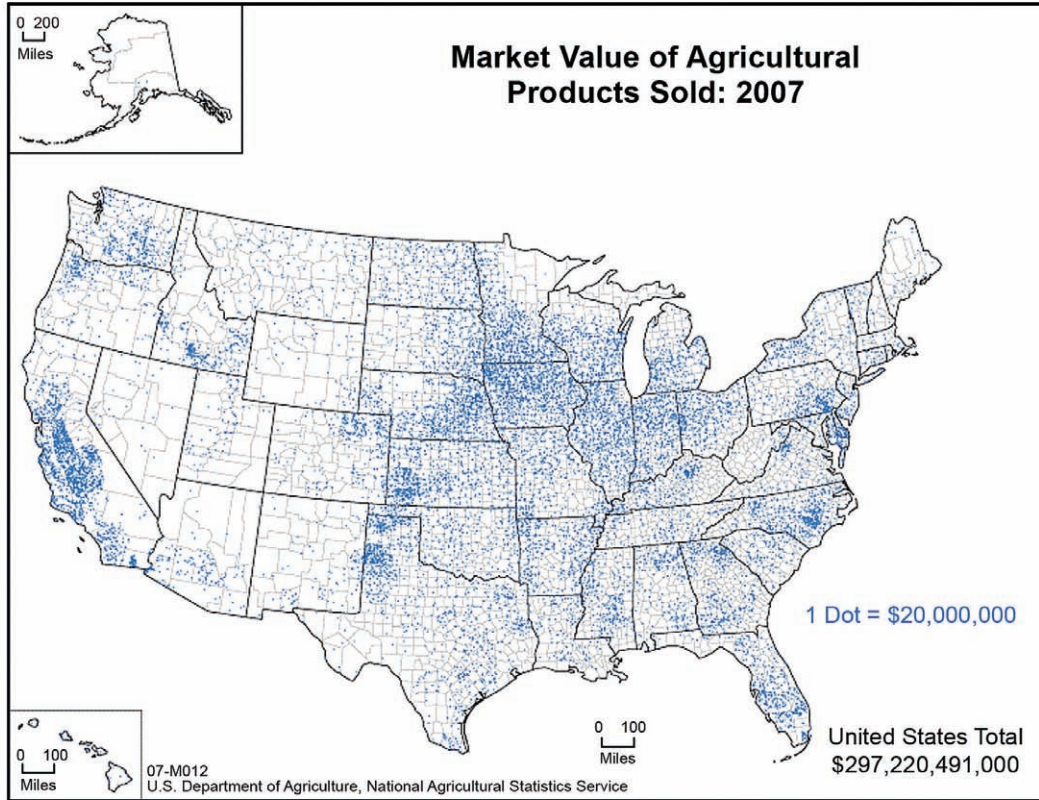 0 200
Miles
Market Value of Agricultural
Products Sold: 2007
1 Dot = $20,000,000
0 100
Miles
United States Total
$297,220,491,000
0 100
Miles
07-M012
U.S. Department of Agriculture, National Agricultural Statistics Service